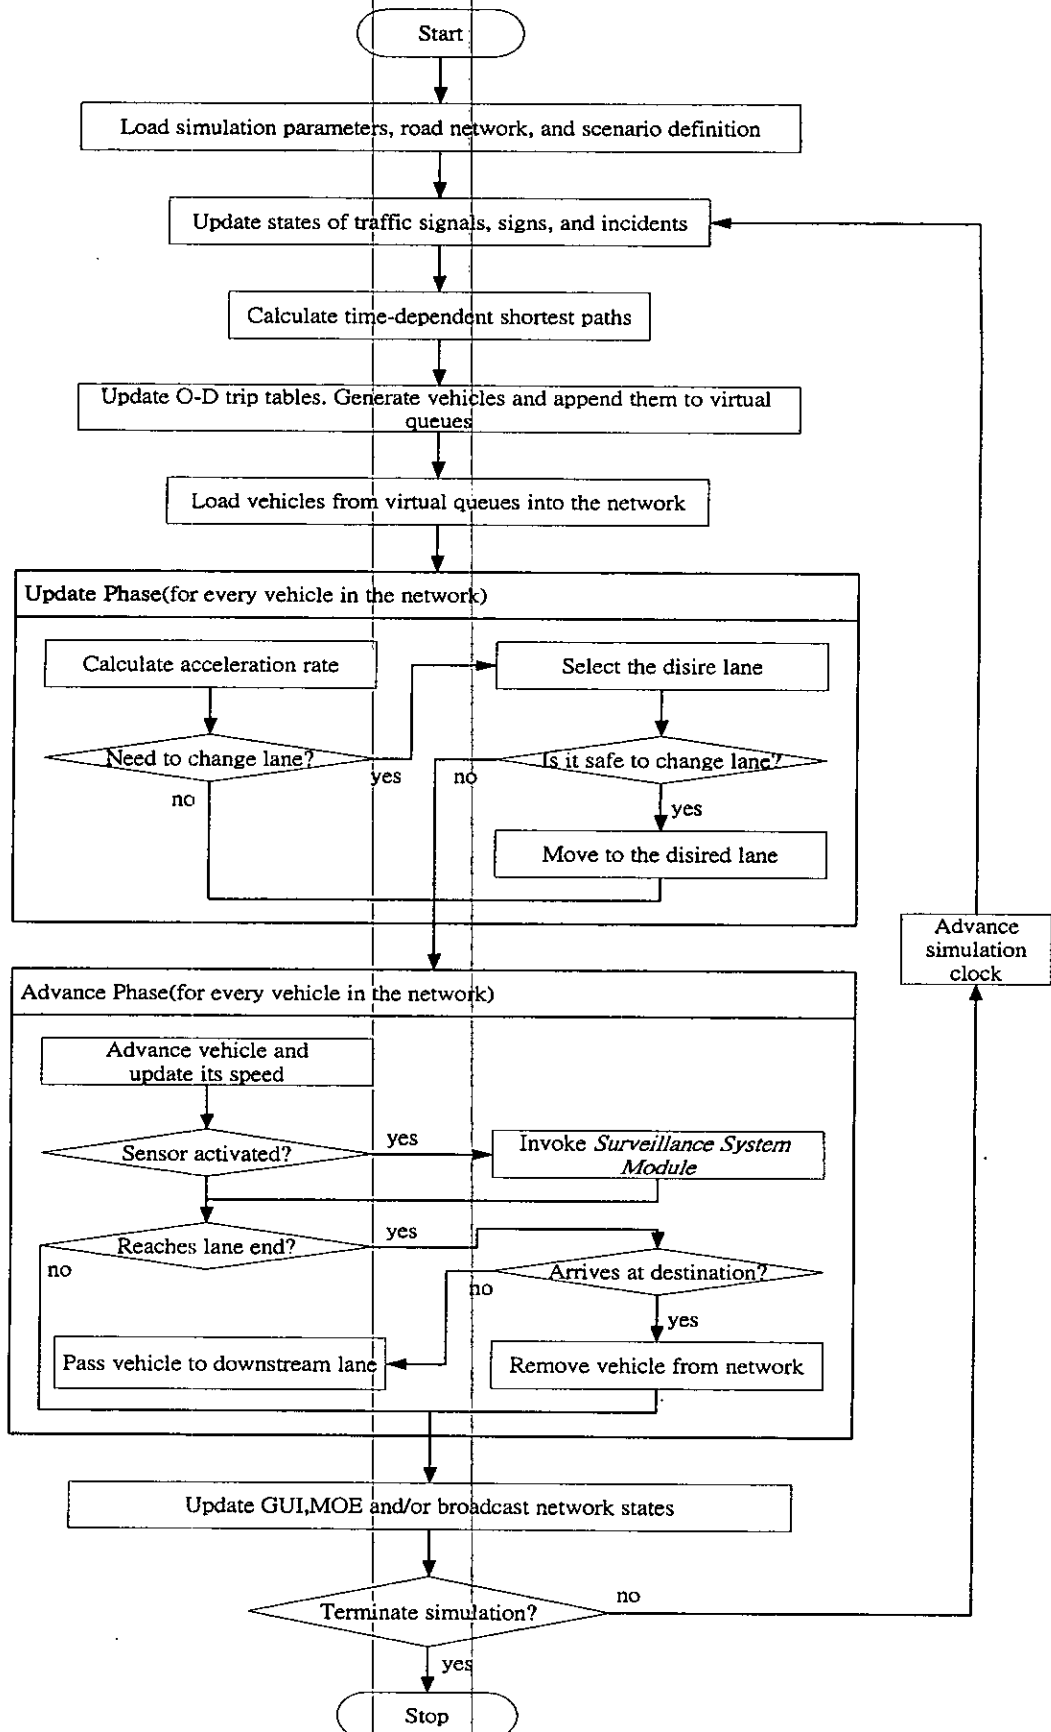 Start
Load simulation parameters, road network, and scenario definition
Update states of traffic signals, signs, and incidents
Calculate time-dependent shortest paths
Update O-D trip tables. Generate vehicles and append them to virtual
queues
Load vehicles from virtual queues into the network
Update Phase(for every vehicle in the network)
Calculate acceleration rate
Select the disire lane
Need to change lane?
yes
no
Is it safe to change lane?
no
yes
Move to the disired lane
Advance
simulation
clock
Advance Phase(for every vehicle in the network)
Advance vehicle and
update its speed
Sensor activated?
yes
Invoke Surveillance System
Module
Reaches lane end?
yes
no
Arrives at destination?
no
yes
Pass vehicle to downstream lane
Remove vehicle from network
Update GUI,MOE and/or broadcast network states
Terminate simulation?
no
yes
Stop